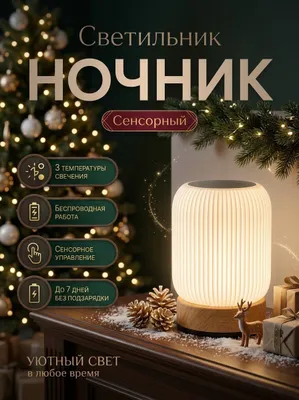 Светильник
НОЧНИК
Сенсорный
3 ТЕМПЕРАТУРЫ
СВЕЧЕНИЯ
БЕСПРОВОДНАЯ
РАБОТА
СЕНСОРНОЕ
УПРАВЛЕНИЕ
ДО 7 ДНЕЙ
БЕЗ ПОДЗАРЯДКИ
УЮТНЫЙ СВЕТ
в любое время